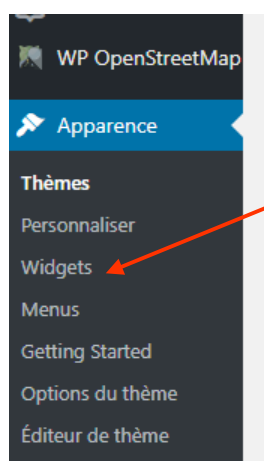 WP OpenStreetMap
Apparence
Thèmes
Personnaliser
Widgets
Menus
Getting Started
Options du thème
Éditeur de thème